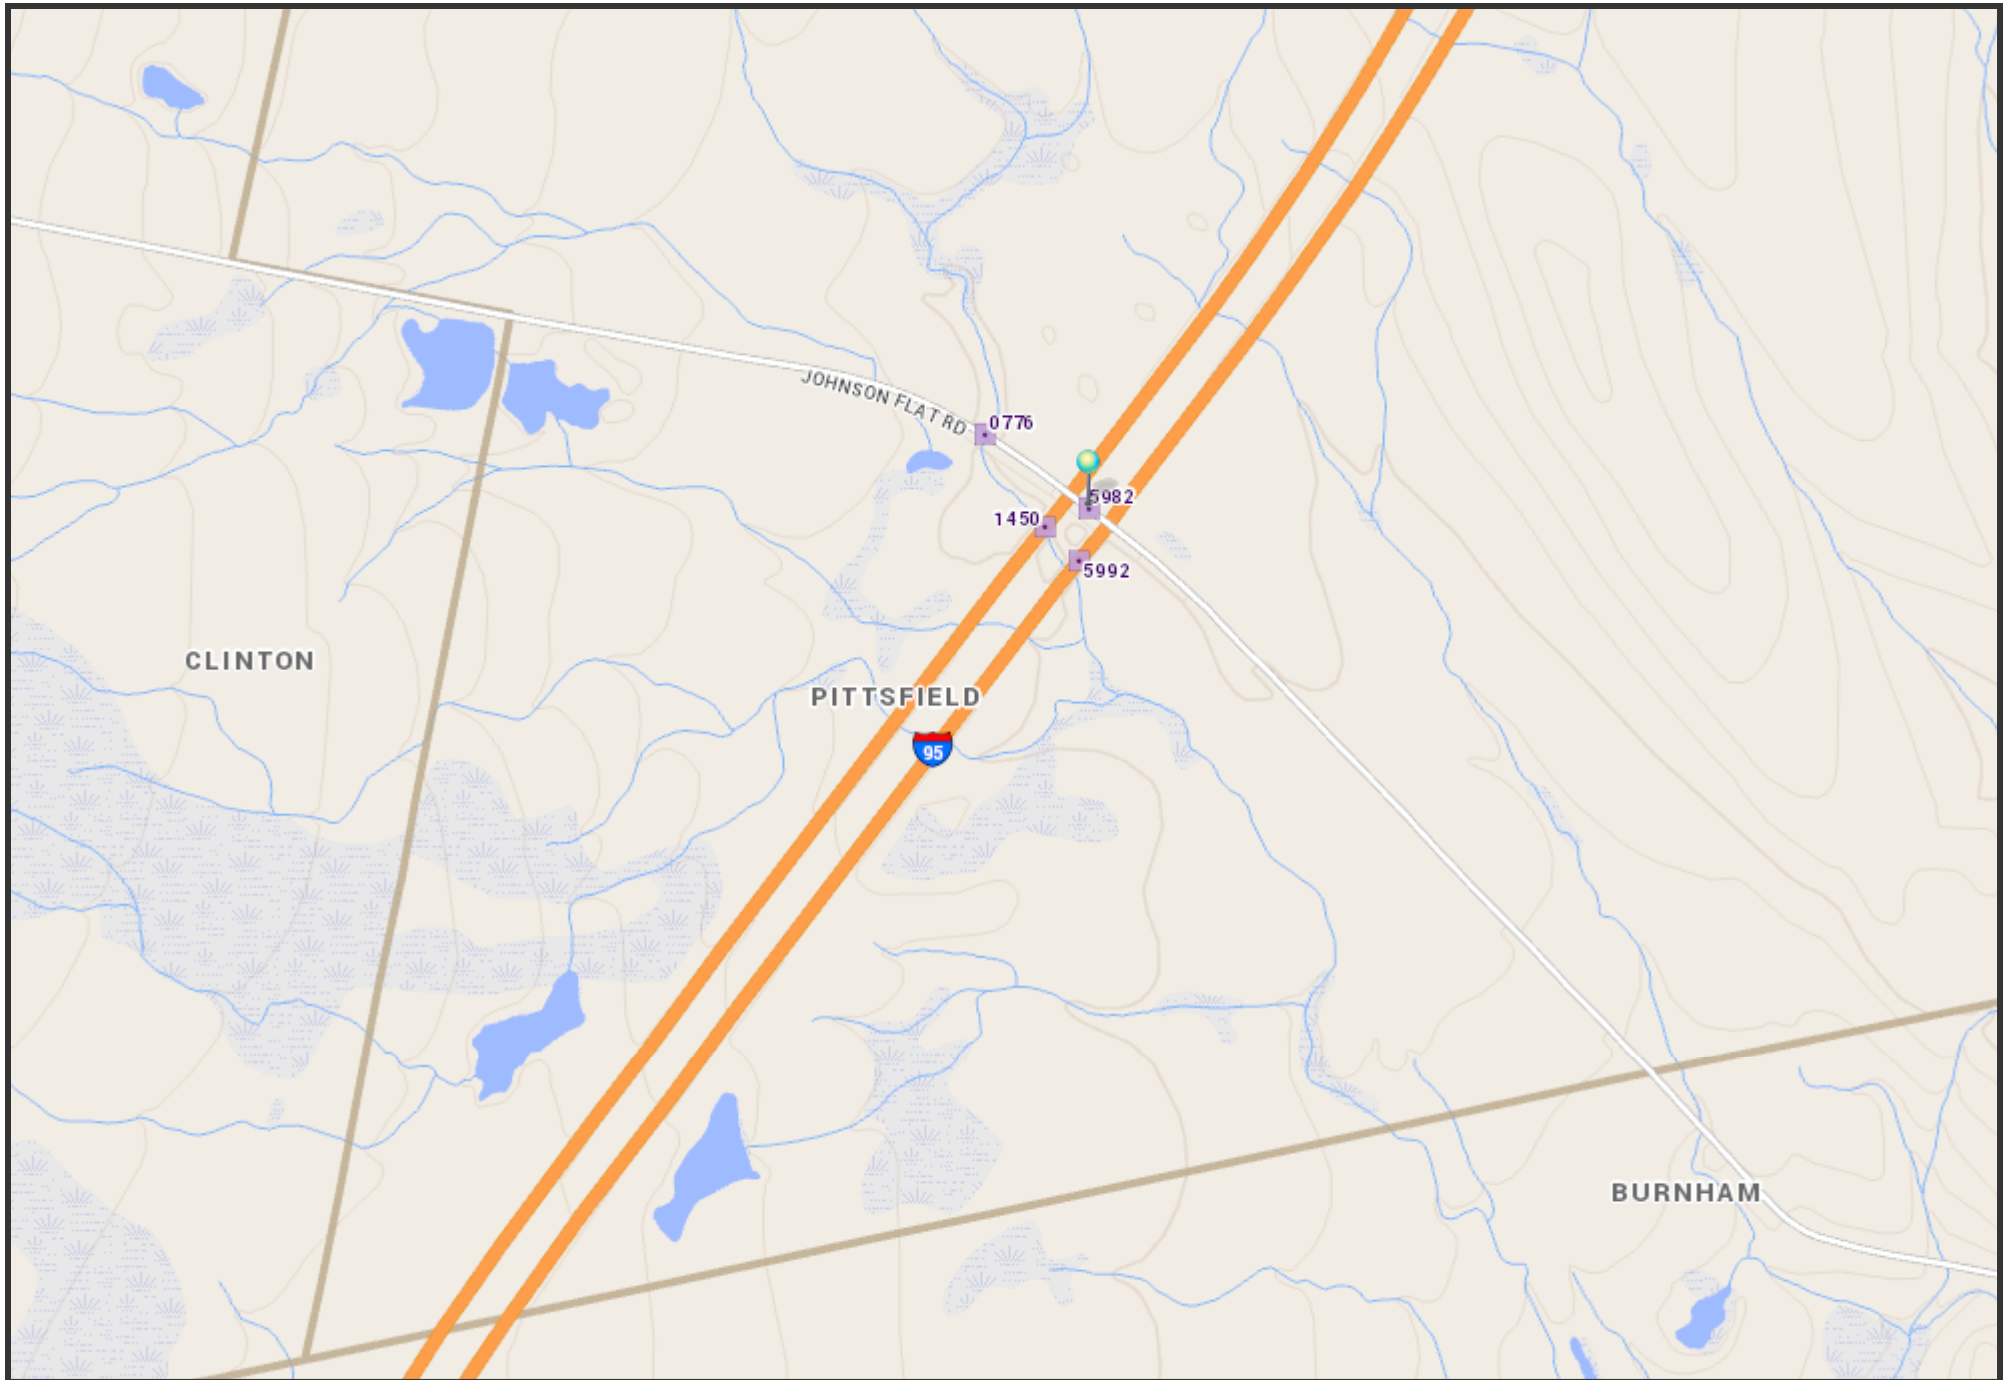 JOHNSON FLAT RD
0776
5982
1450
5992
CLINTON
PITTSFIELD
95
BURNHAM